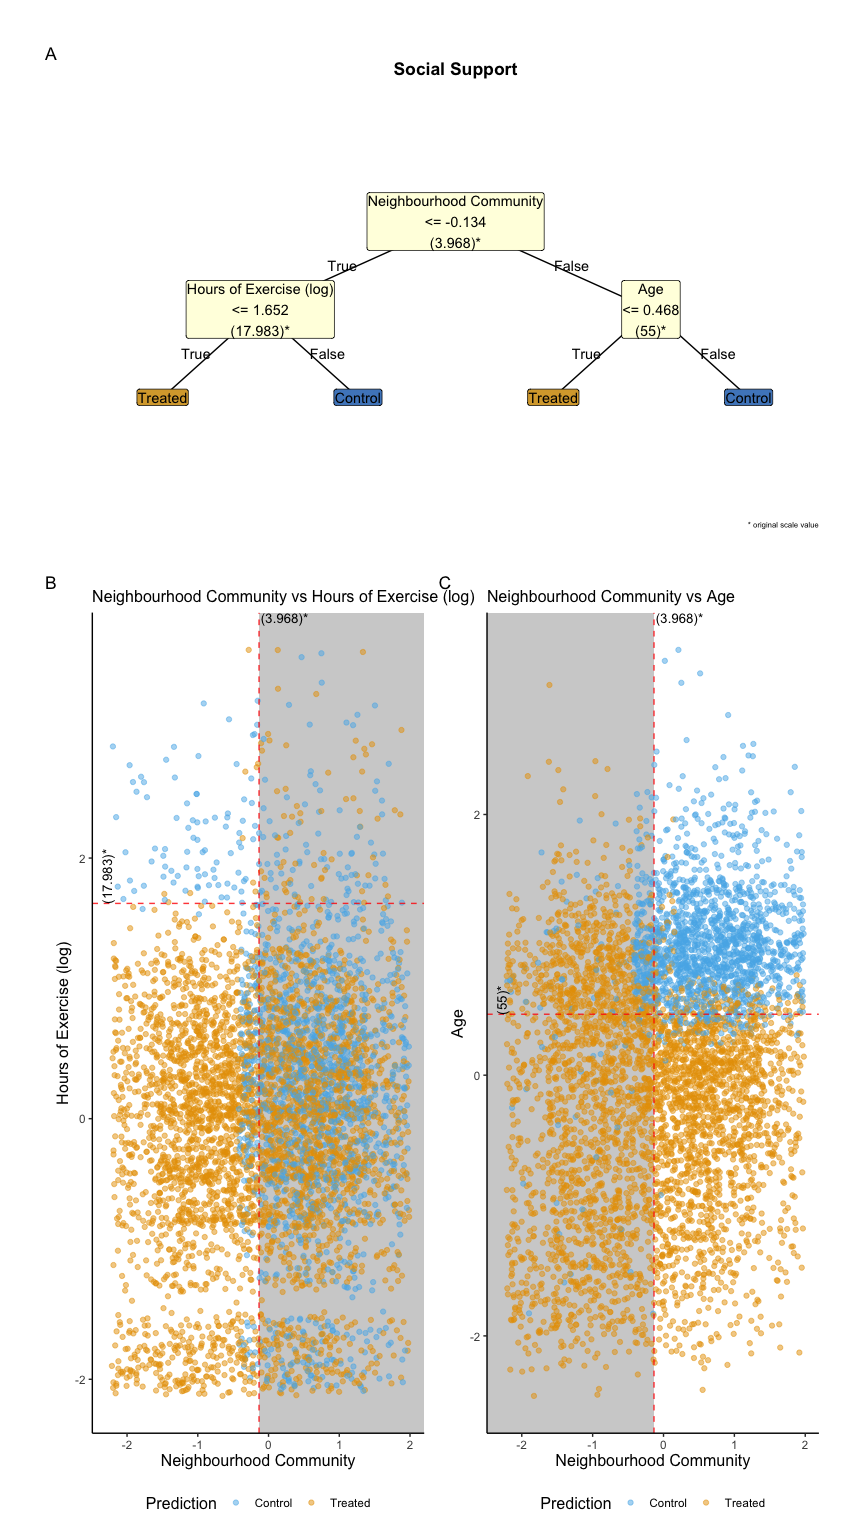 A
Social Support
Neighbourhood Community
<= -0.134
(3.968)*
True
False
Hours of Exercise (log)
<= 1.652
(17.983)*
Age
<= 0.468
(55)*
True
False
True
False
Treated
Control
Treated
Control
* original scale value
B
Neighbourhood Community vs Hours of Exercise (log)
(3.968)*
(17.983)*
2
0
-2
Hours of Exercise (log)
-2 -1 0 1 2
Neighbourhood Community
Prediction Control Treated
C
Neighbourhood Community vs Age
(3.968)*
(55)*
2
0
-2
Age
-2 -1 0 1 2
Neighbourhood Community
Prediction Control Treated